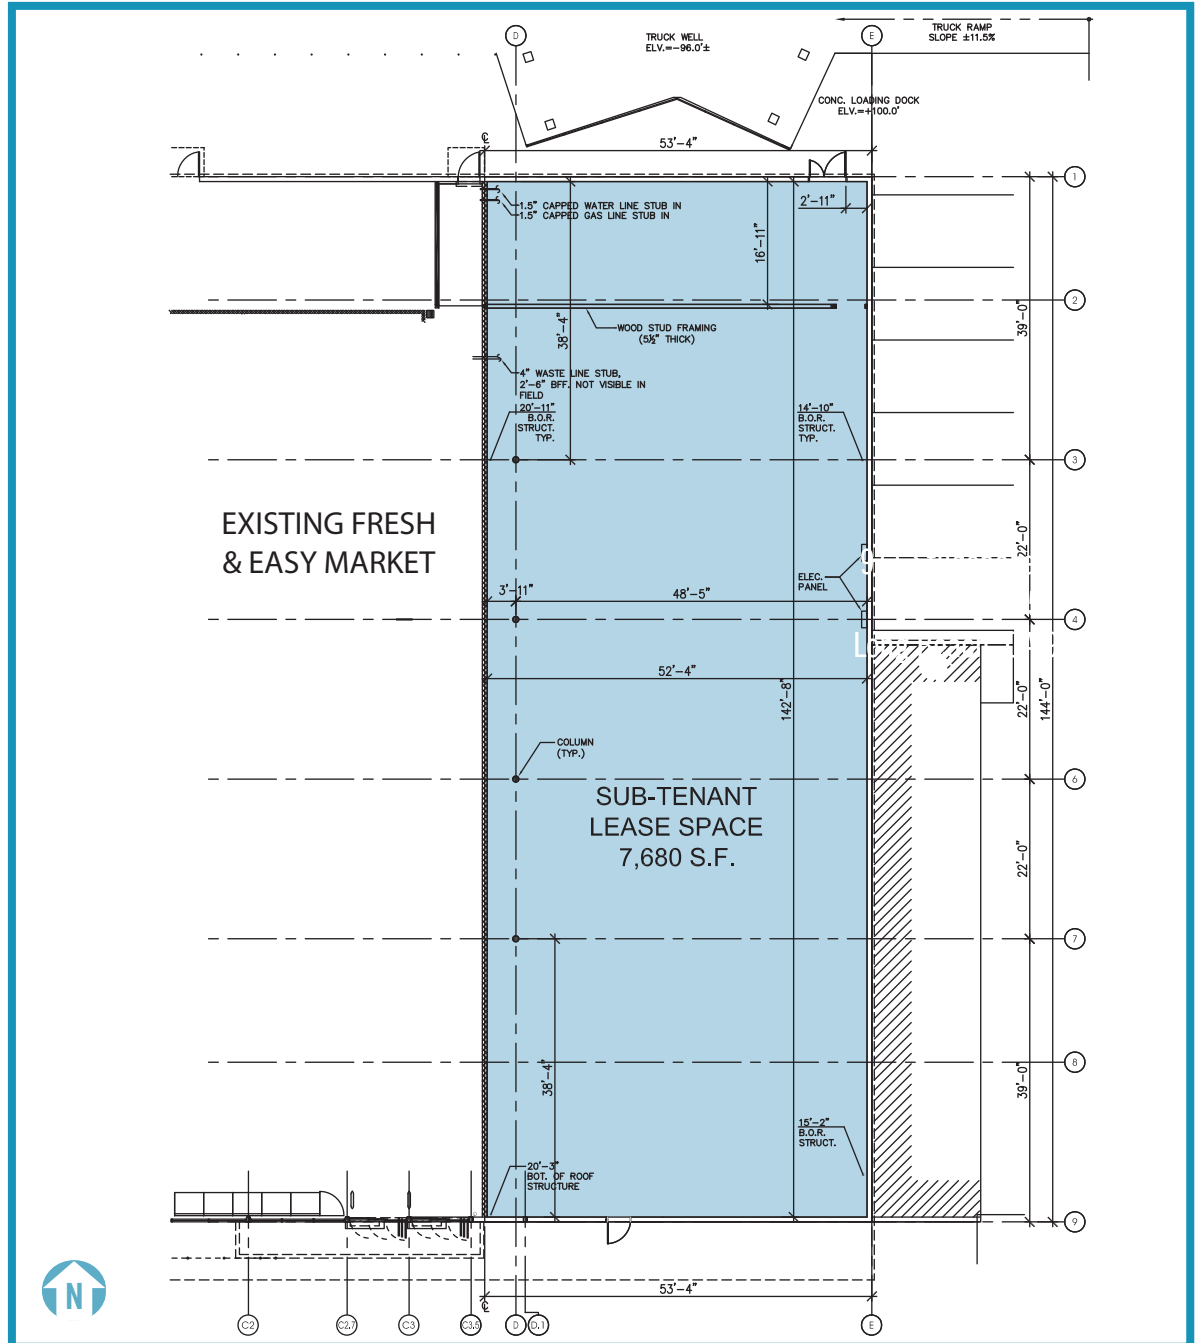 D
E
TRUCK WELL
ELV.=-96.0'±
TRUCK RAMP
SLOPE ±11.5%
CONC. LOADING DOCK
ELV.=+100.0'
53'-4"
1
1.5" CAPPED WATER LINE STUB IN
1.5" CAPPED GAS LINE STUB IN
2'-11"
16'-11"
2
WOOD STUD FRAMING
(5½" THICK)
38'-4"
39'-0"
4" WASTE LINE STUB,
2'-6" BFF. NOT VISIBLE IN
FIELD
20'-11"
B.O.R.
STRUCT.
TYP.
14'-10"
B.O.R.
STRUCT.
TYP.
3
EXISTING FRESH
& EASY MARKET
22'-0"
ELEC.
PANEL
3'-11"
48'-5"
4
52'-4"
142'-8"
22'-0"
144'-0"
COLUMN
(TYP.)
6
SUB-TENANT
LEASE SPACE
7,680 S.F.
22'-0"
7
38'-4"
8
39'-0"
15'-2"
B.O.R.
STRUCT.
20'-3"
BOT. OF ROOF
STRUCTURE
9
53'-4"
N
C2
C2.7
C3
C3.5
D
D.1
E